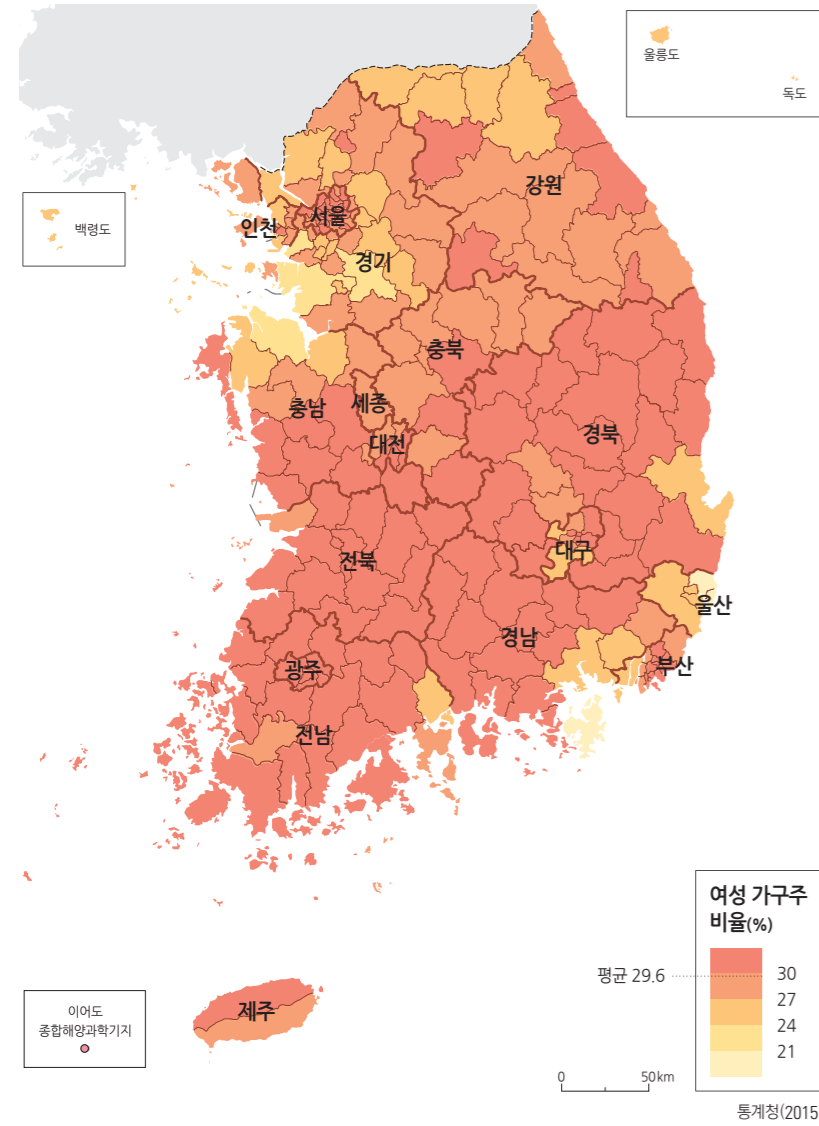 울릉도
독도
백령도
강원
서울
인천
경기
충북
충남
세종
대전
경북
대구
전북
울산
경남
부산
광주
전남
제주
이어도
종합해양과학기지
여성 가구주
비율(%)
평균 29.6
30
27
24
21
0 50km
통계청(2015